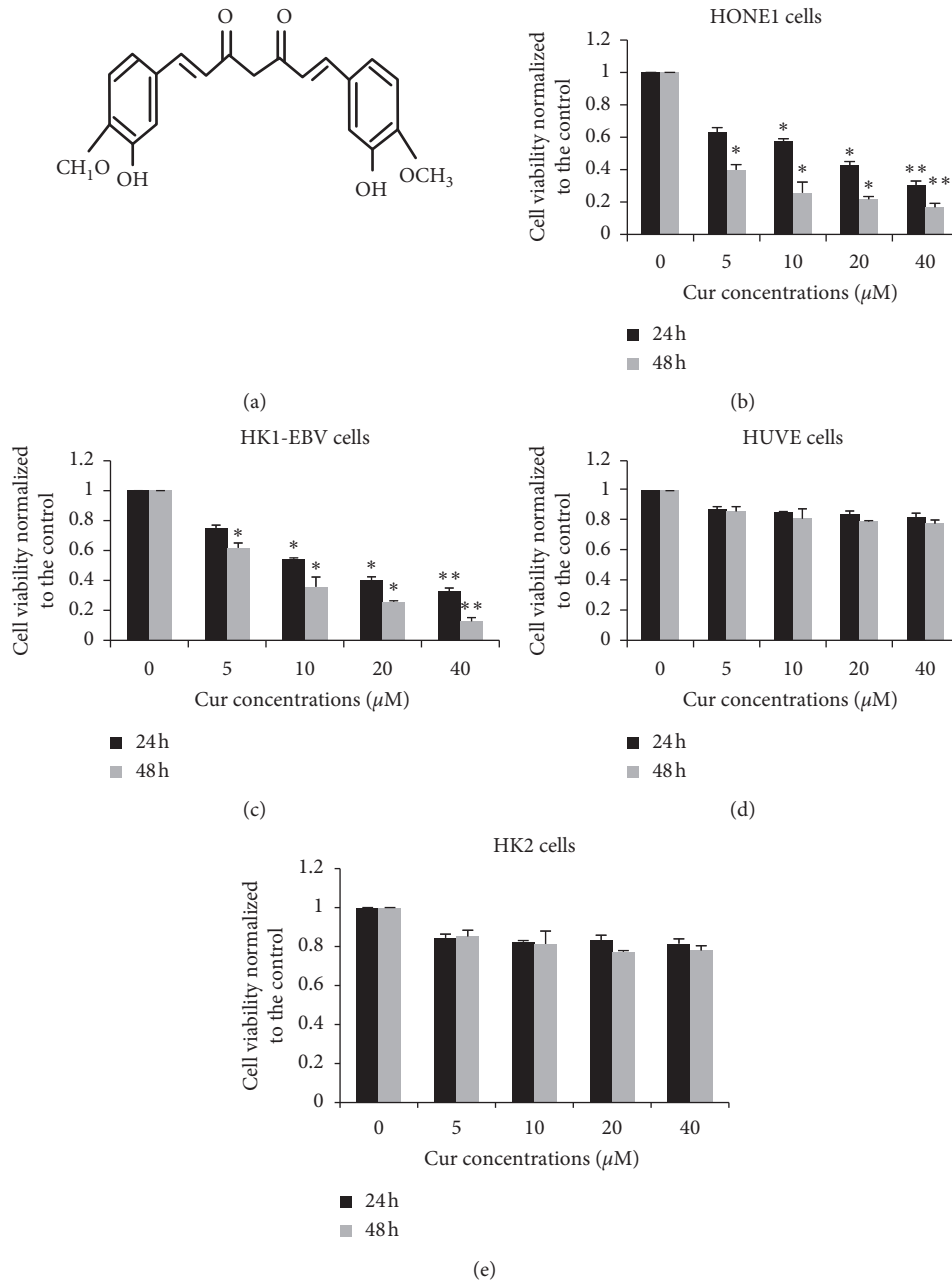 O O
CH₁O
OH
OH
OCH₃
(a)
HONE1 cells
Cell viability normalized
to the control
1.2
1
0.8
0.6
0.4
0.2
0
* * * * * * ** **
0 5 10 20 40
Cur concentrations (μM)
24 h
48 h
(b)
HK1-EBV cells
Cell viability normalized
to the control
1.2
1
0.8
0.6
0.4
0.2
0
* * * * * ** **
0 5 10 20 40
Cur concentrations (μM)
24 h
48 h
(c)
HUVE cells
Cell viability normalized
to the control
1.2
1
0.8
0.6
0.4
0.2
0
0 5 10 20 40
Cur concentrations (μM)
24 h
48 h
(d)
HK2 cells
Cell viability normalized
to the control
1.2
1
0.8
0.6
0.4
0.2
0
0 5 10 20 40
Cur concentrations (μM)
24 h
48 h
(e)